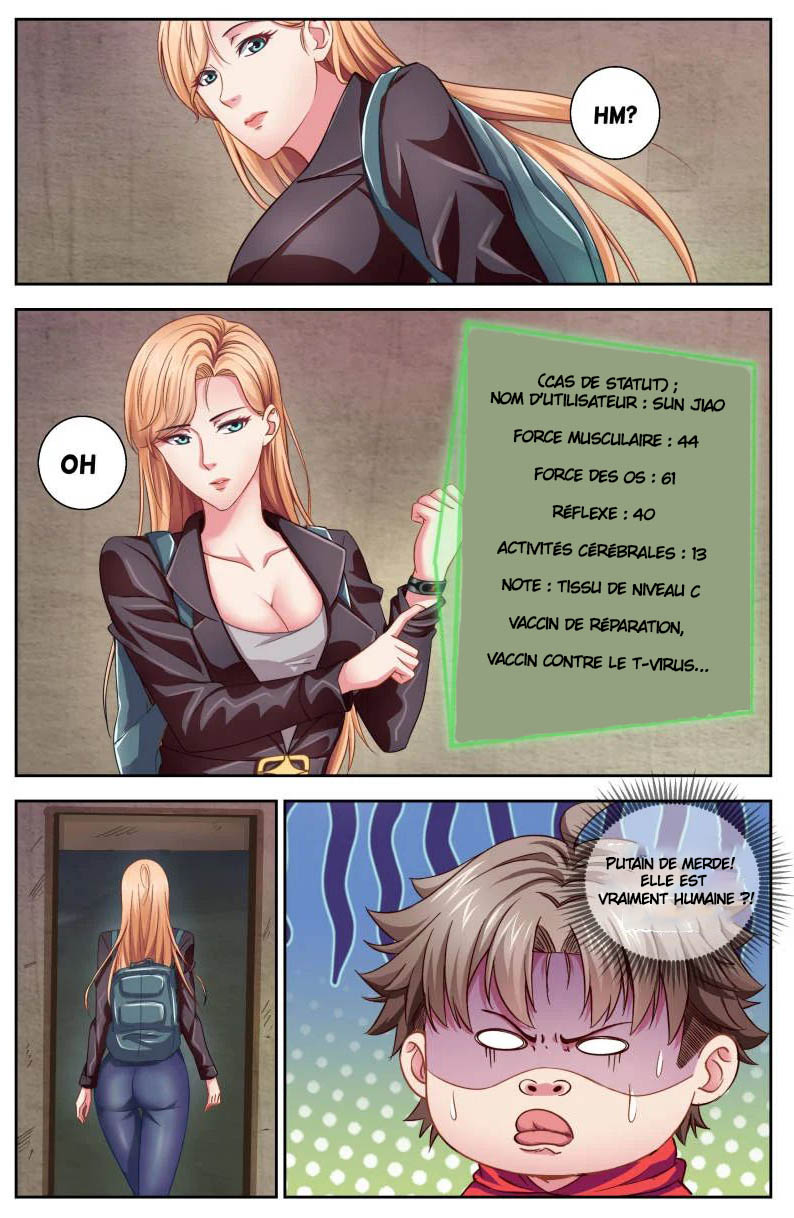 HM?
OH
(CAS DE STATUT) ;
NOM D'UTILISATEUR : SUN JIAO
FORCE MUSCULAIRE : 44
FORCE DES OS : 61
RÉFLEXE : 40
ACTIVITÉS CÉRÉBRALES : 13
NOTE : TISSU DE NIVEAU C
VACCIN DE RÉPARATION,
VACCIN CONTRE LE T-VIRUS...
PUTAIN DE MERDE!
ELLE EST
VRAIMENT HUMAINE ?!